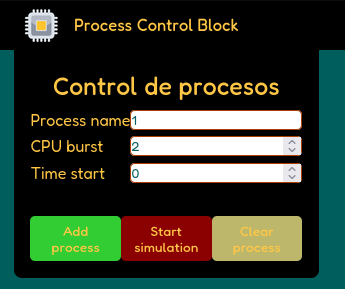 Process Control Block
Control de procesos
Process name 1
CPU burst 2
Time start 0
Add process
Start simulation
Clear process